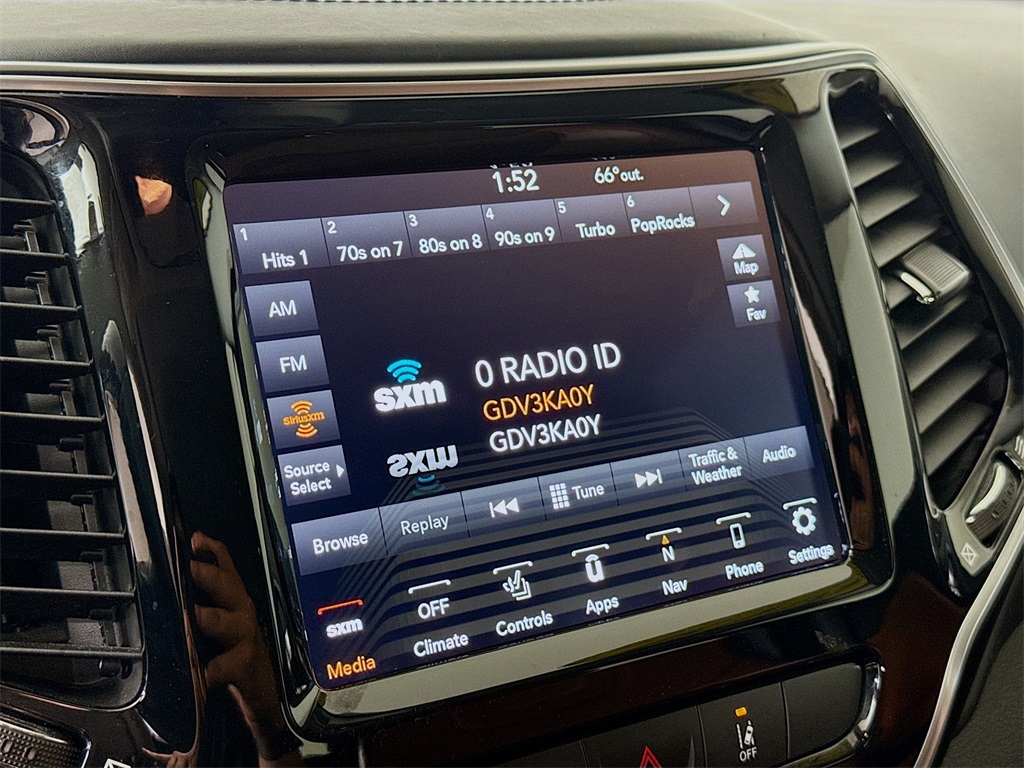 1:52 66° out.
1 Hits 1 2 70s on 7 3 80s on 8 4 90s on 9 5 Turbo 6 PopRocks
Map
AM
Fav
FM
0 RADIO ID
sxm
SiriusXM
GDV3KA0Y
GDV3KA0Y
sxm
Source
Select
Browse Replay Tune Traffic & Audio
Weather
sxm OFF N
Media Climate Controls Apps Nav Phone Settings
OFF